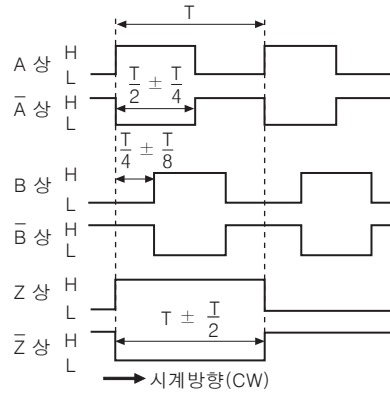 T
A 상 H
L
A̅ 상 H
L
T/2 ± T/4
T/4 ± T/8
B 상 H
L
B̅ 상 H
L
Z 상 H
L
Z̅ 상 H
L
T ± T/2
시계방향(CW)